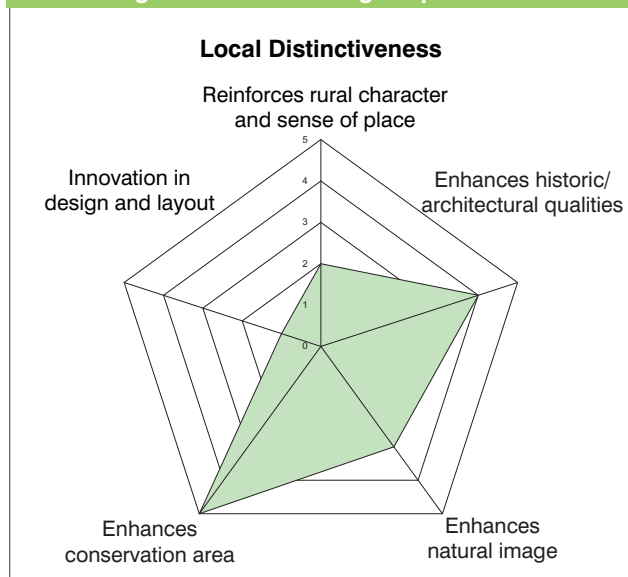 Local Distinctiveness
Reinforces rural character
and sense of place
Innovation in
design and layout
Enhances historic/
architectural qualities
5
4
3
2
1
0
Enhances
conservation area
Enhances
natural image